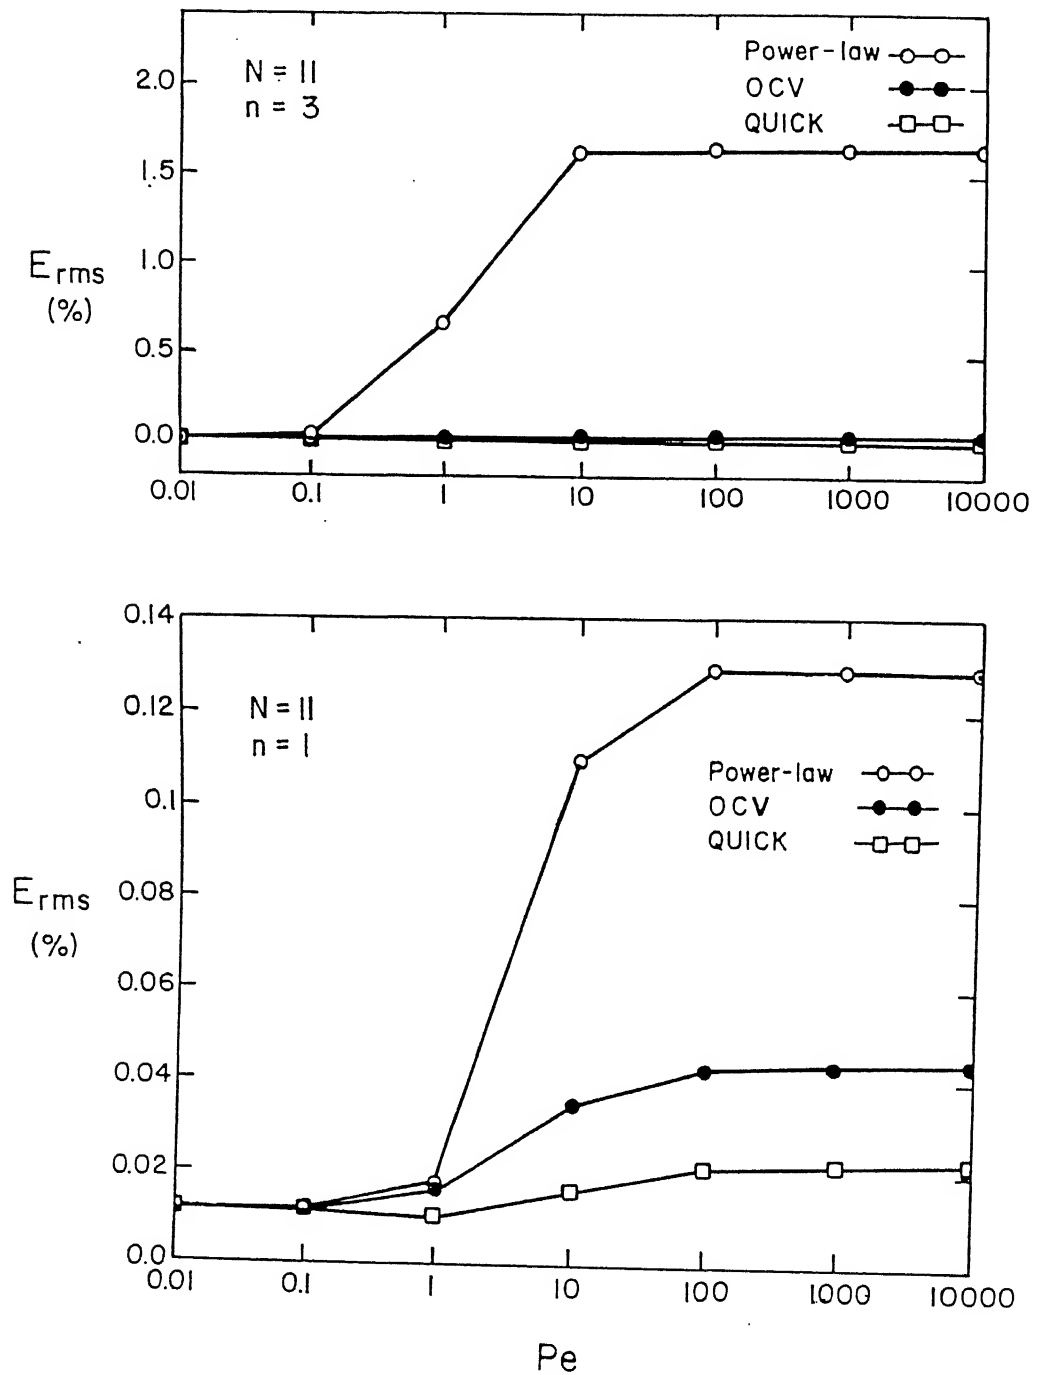 N = 11
n = 3
Power-law
OCV
QUICK
2.0
1.5
1.0
0.5
0.0
Erms
(%)
0.01 0.1 1 10 100 1000 10000
0.14
0.12
0.1
0.08
0.06
0.04
0.02
0.0
N = 11
n = 1
Power-law
OCV
QUICK
Erms
(%)
0.01 0.1 1 10 100 1000 10000
Pe